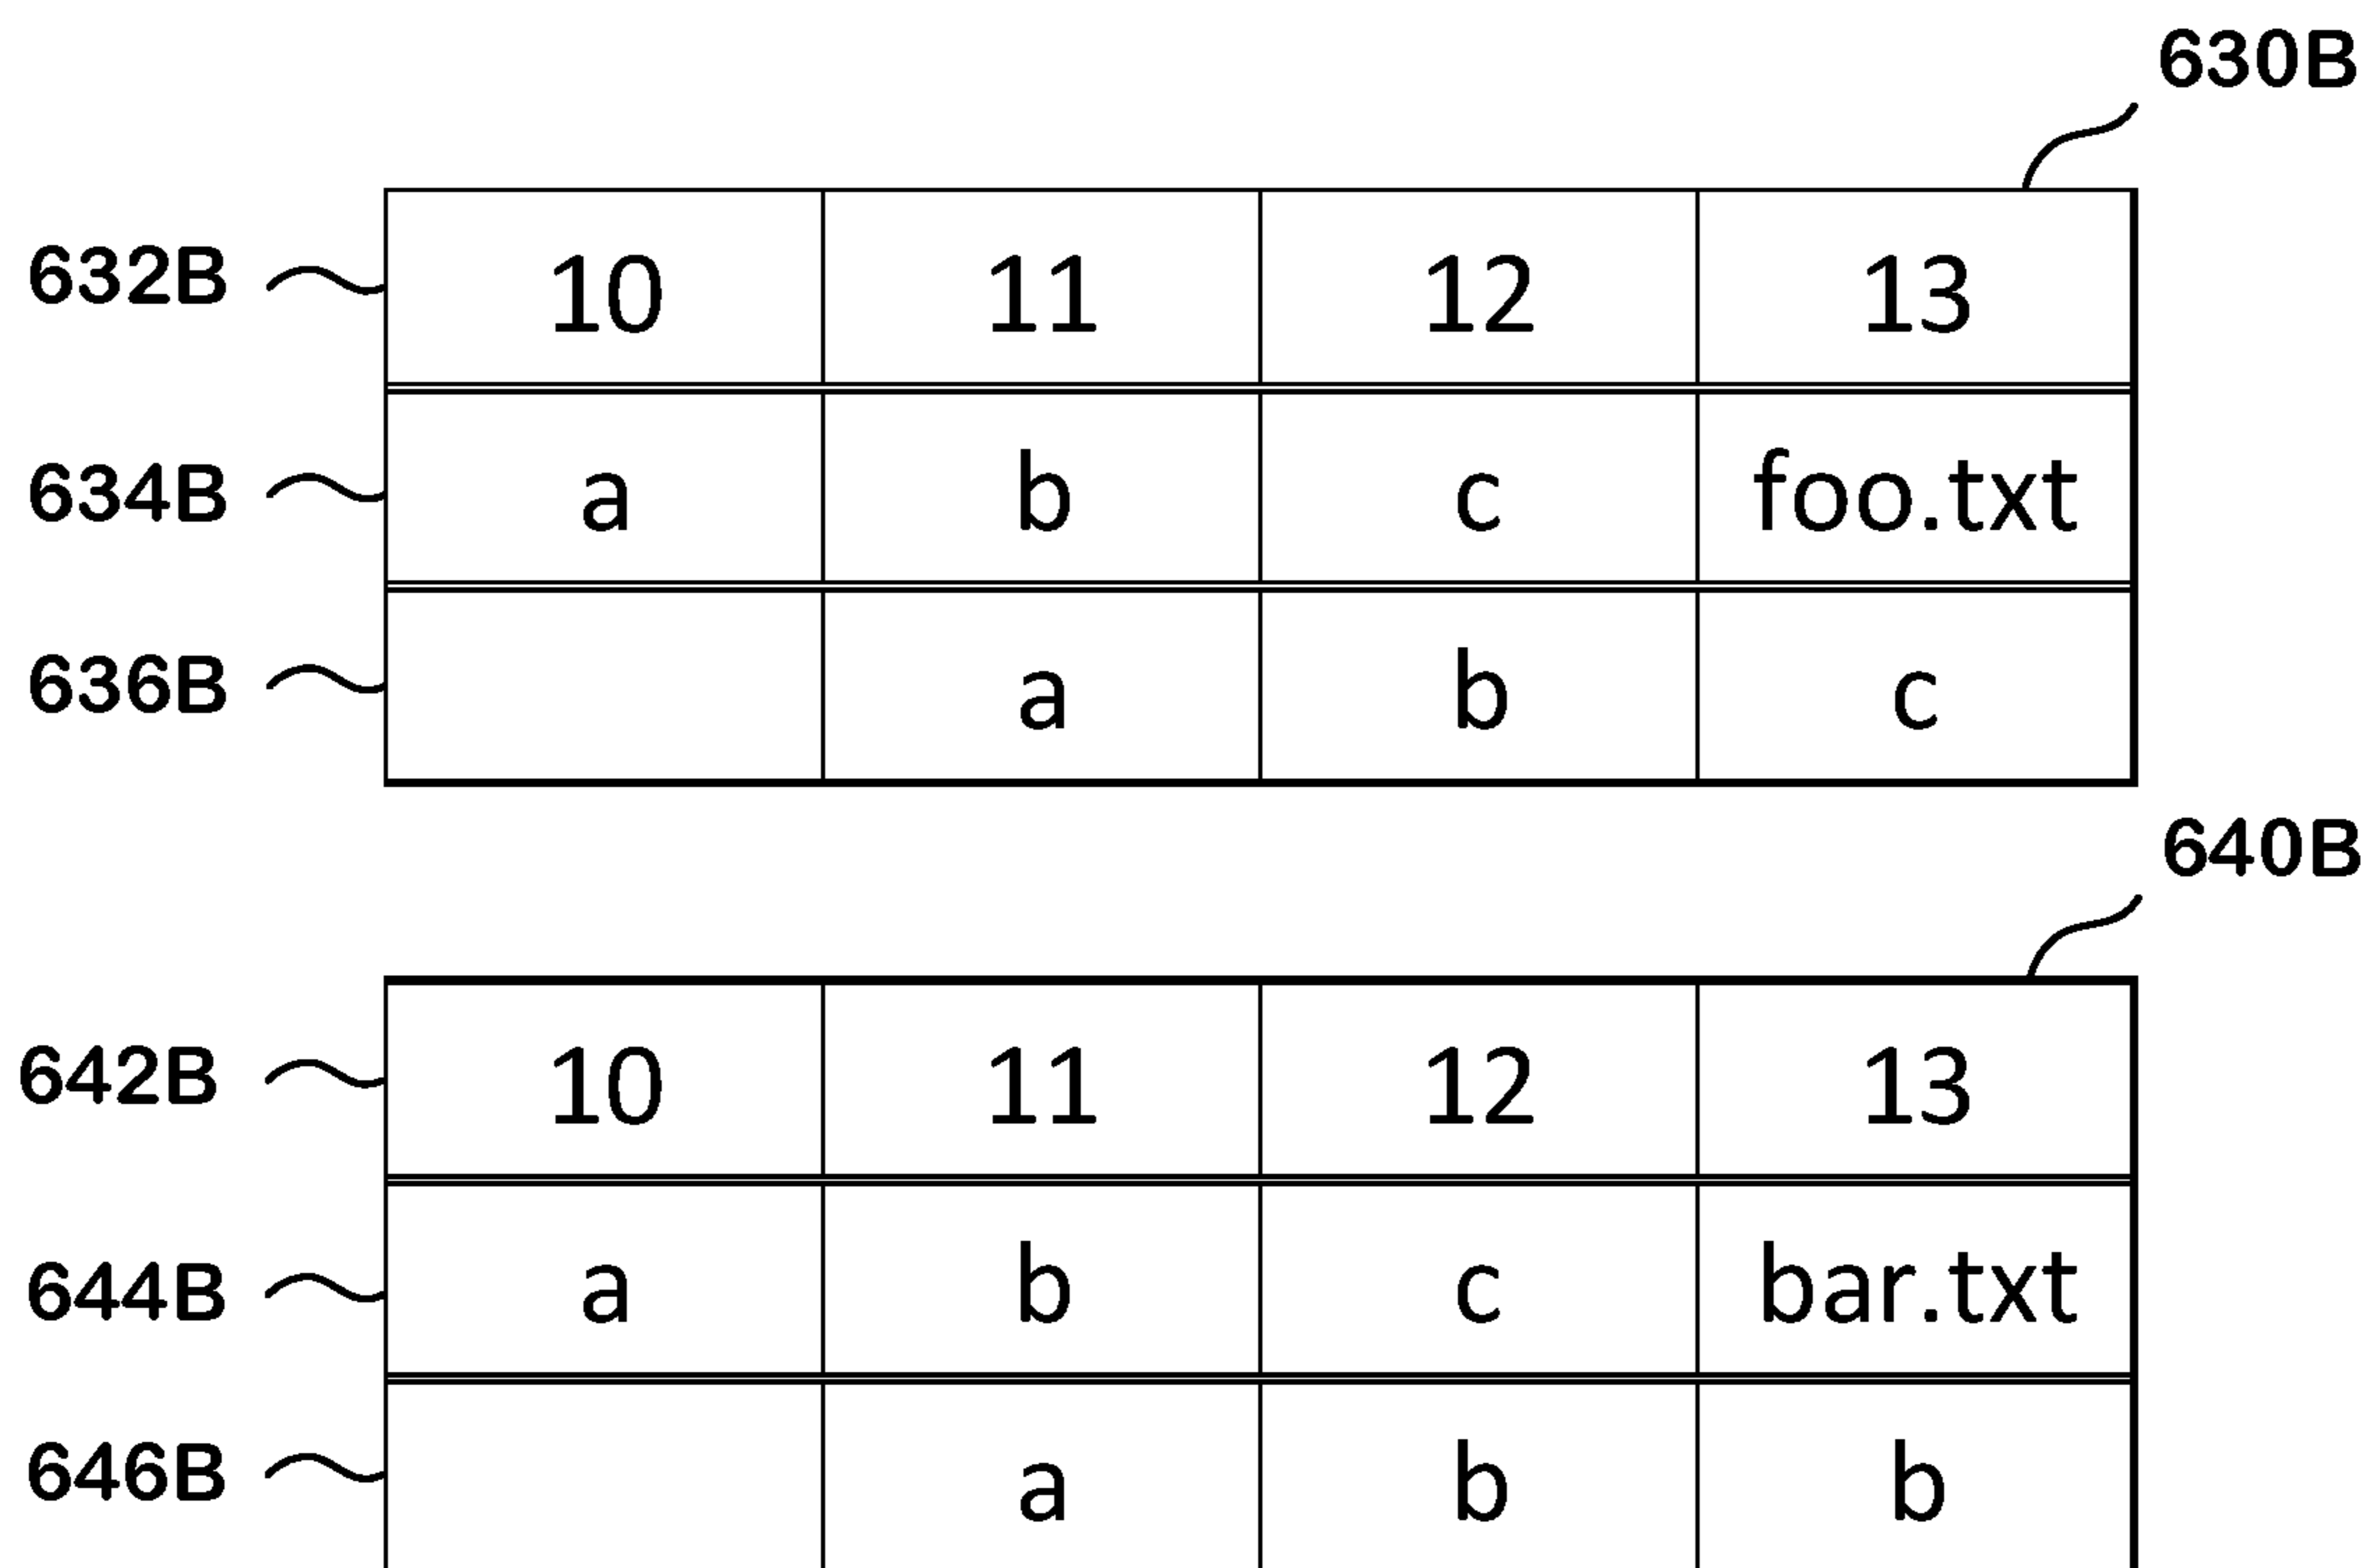 630B
632B 10 11 12 13
634B a b c foo.txt
636B a b c
640B
642B 10 11 12 13
644B a b c bar.txt
646B a b b